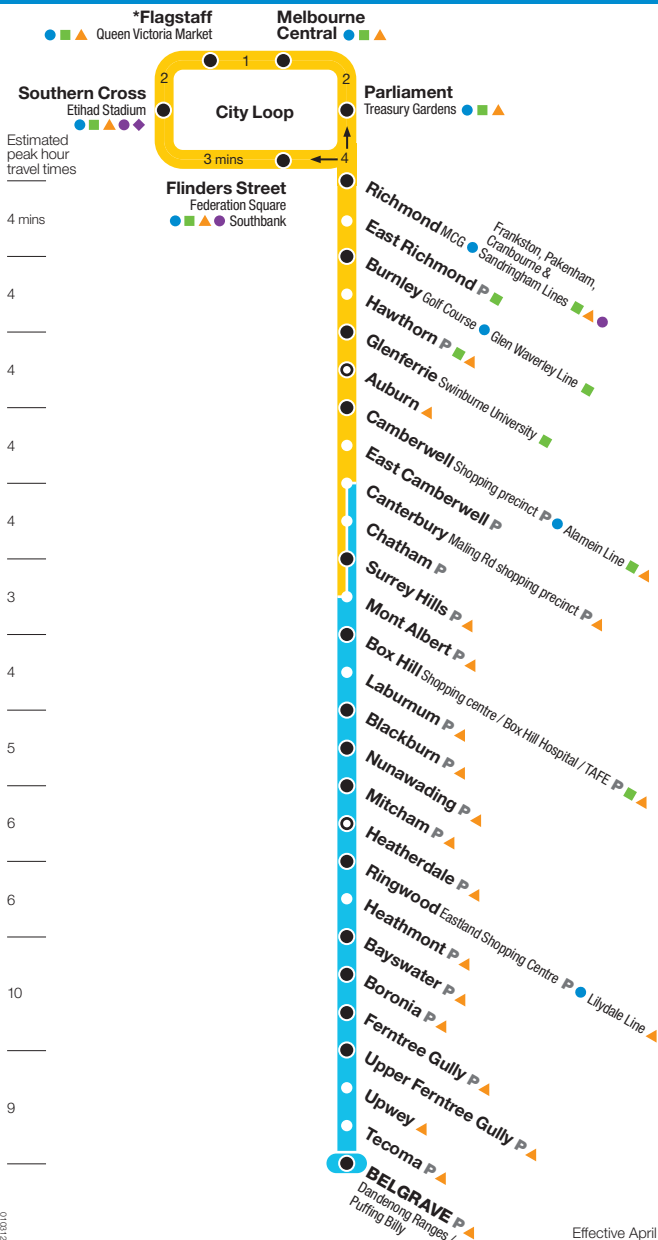 *Flagstaff
Queen Victoria Market
Melbourne
Central
1
2
2
Southern Cross
Etihad Stadium
City Loop
Parliament
Treasury Gardens
Estimated
peak hour
travel times
3 mins
4
Flinders Street
Federation Square
Southbank
4 mins
4
4
4
4
3
4
5
6
6
10
9
Richmond MCG
Frankston, Pakenham,
Cranbourne &
Sandringham Lines
East Richmond P
Burnley Golf Course Glen Waverley Line
Hawthorn P
Glenferrie Swinburne University
Auburn
Camberwell Shopping precinct P Alamein Line
East Camberwell P
Canterbury Maling Rd shopping precinct P
Chatham P
Surrey Hills P
Mont Albert P
Box Hill Shopping centre / Box Hill Hospital / TAFE P
Laburnum P
Blackburn P
Nunawading P
Mitcham P
Heatherdale P
Ringwood Eastland Shopping Centre P Lilydale Line
Heathmont P
Bayswater P
Boronia P
Ferntree Gully P
Upper Ferntree Gully P
Upwey
Tecoma P
BELGRAVE P
Dandenong Ranges /
Puffing Billy
010312
Effective April